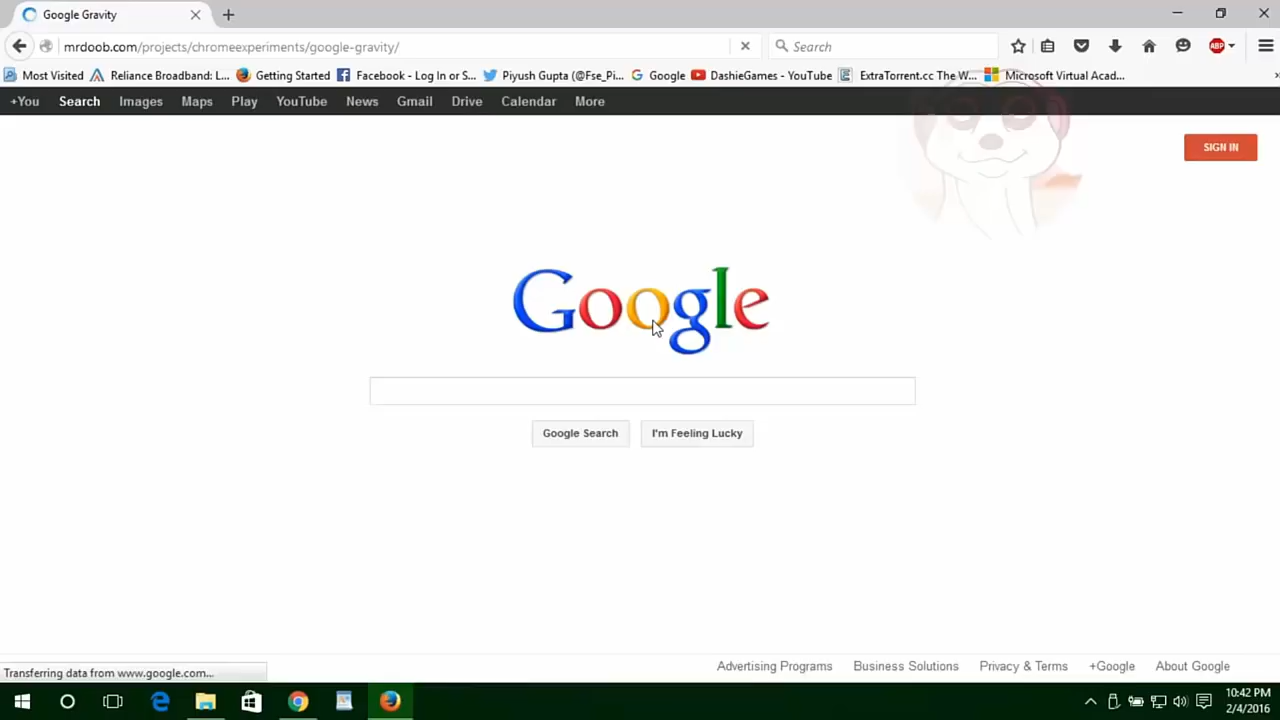 Google Gravity
mrdoob.com/projects/chromeexperiments/google-gravity/
Search
Most Visited
Reliance Broadband: L...
Getting Started
Facebook - Log In or S...
Piyush Gupta (@Fse_Pi...
Google
DashieGames - YouTube
ExtraTorrent.cc The W...
Microsoft Virtual Acad...
+You Search Images Maps Play YouTube News Gmail Drive Calendar More
SIGN IN
Google
Google Search
I'm Feeling Lucky
Advertising Programs Business Solutions Privacy & Terms +Google About Google
Transferring data from www.google.com...
ABP
10:42 PM
2/4/2016